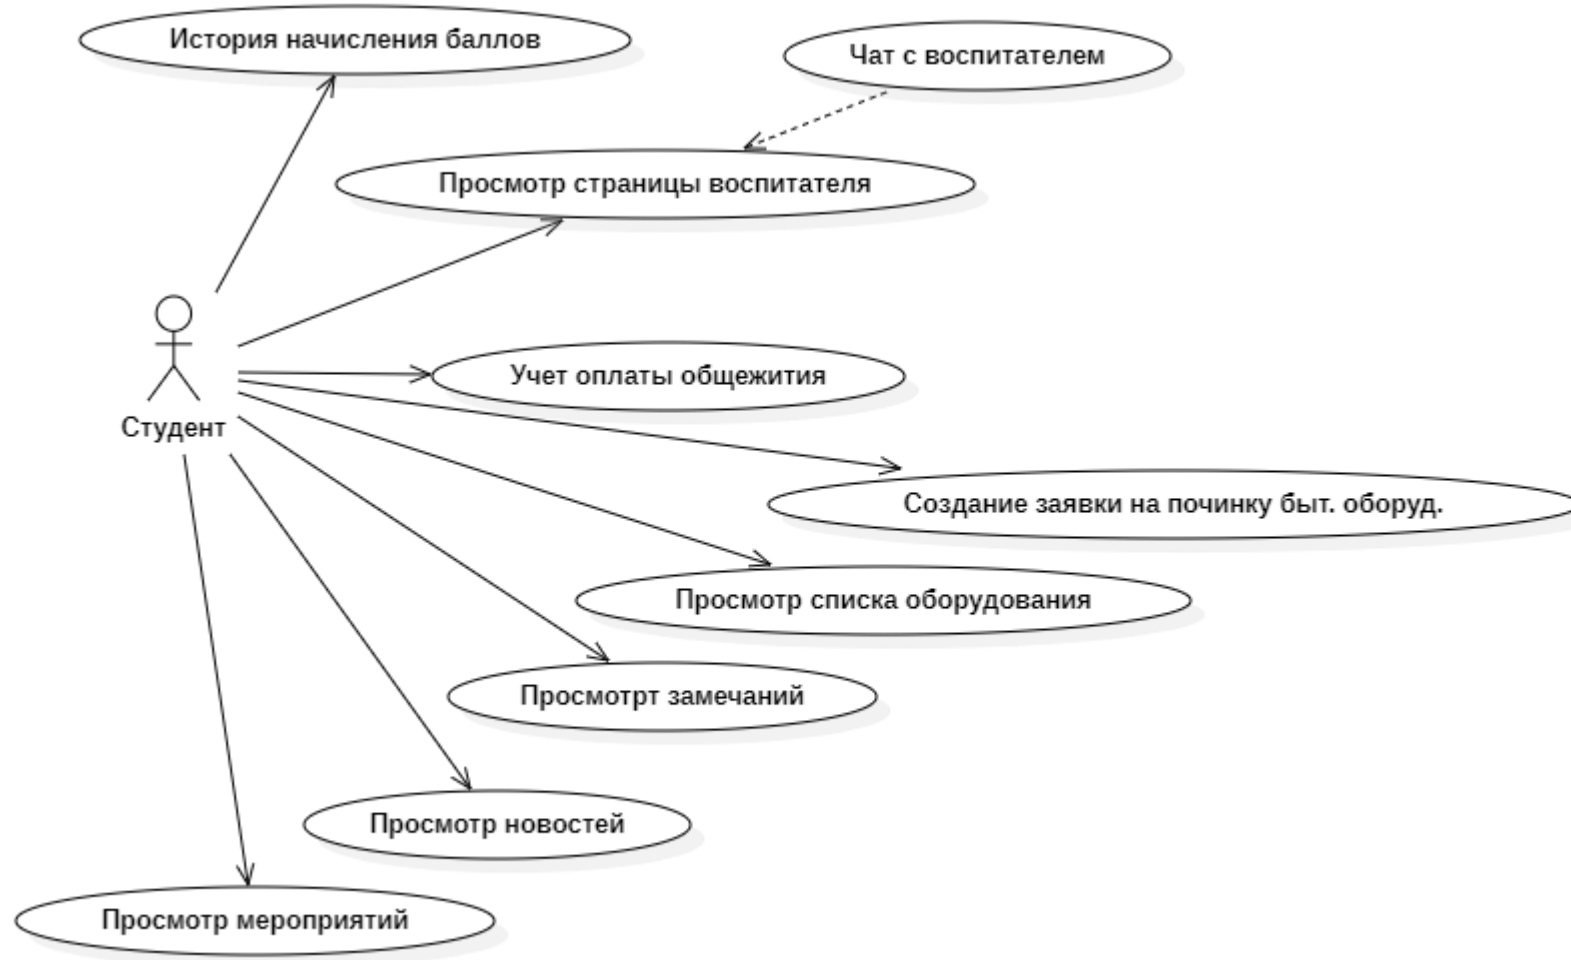 История начисления баллов
Чат с воспитателем
Просмотр страницы воспитателя
Учет оплаты общежития
Студент
Создание заявки на починку быт. оборуд.
Просмотр списка оборудования
Просмотрт замечаний
Просмотр новостей
Просмотр мероприятий